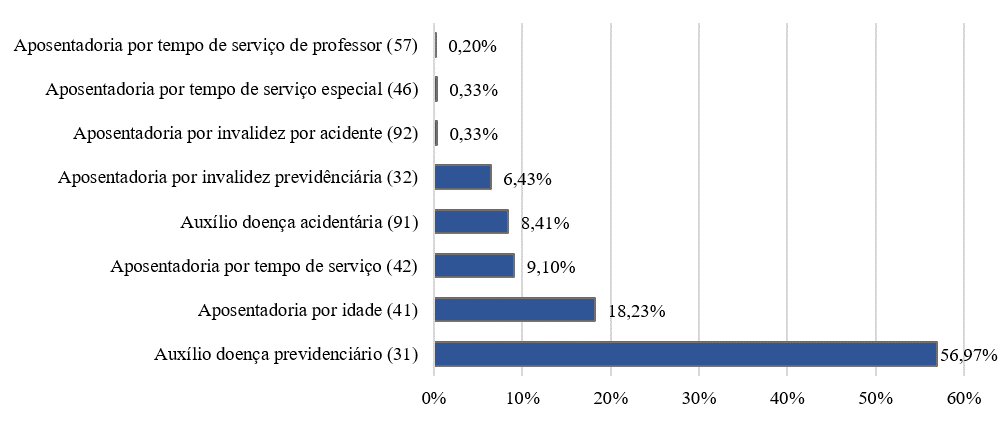 Aposentadoria por tempo de serviço de professor (57) 0,20%
Aposentadoria por tempo de serviço especial (46) 0,33%
Aposentadoria por invalidez por acidente (92) 0,33%
Aposentadoria por invalidez previdênciária (32) 6,43%
Auxílio doença acidentária (91) 8,41%
Aposentadoria por tempo de serviço (42) 9,10%
Aposentadoria por idade (41) 18,23%
Auxílio doença previdenciário (31) 56,97%
0% 10% 20% 30% 40% 50% 60%